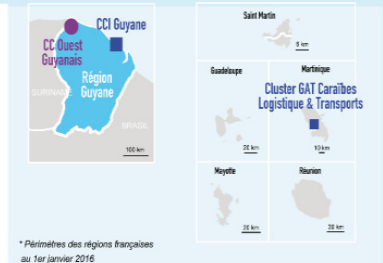 CCI Guyane
CC Ouest
Guyanais
Région
Guyane
SURINAME
BRASIL
100 km
Saint Martin
5 km
Guadeloupe
20 km
Martinique
Cluster GAT Caraïbes
Logistique & Transports
10 km
Mayotte
20 km
Réunion
20 km
* Périmètres des régions françaises
au 1er janvier 2016